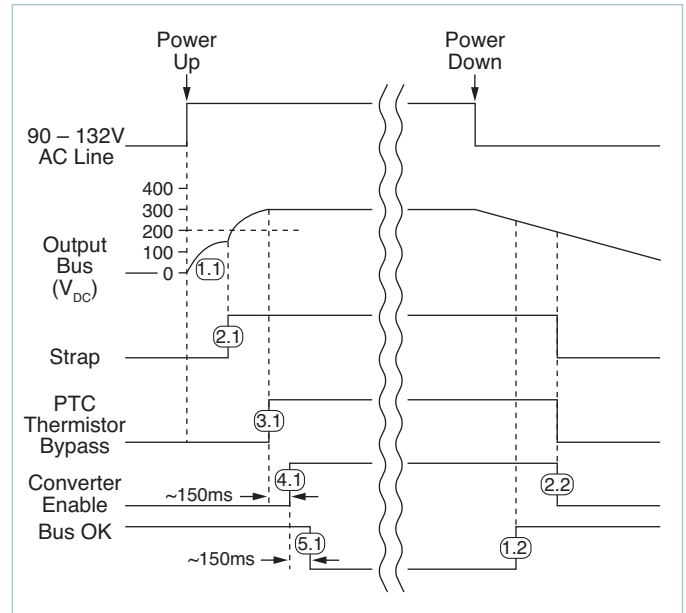 Power
Up
Power
Down
90 – 132V
AC Line
400
300
200
100
0
Output
Bus
(VDC)
1.1
2.1
Strap
PTC
Thermistor
Bypass
3.1
Converter
Enable
~150ms
4.1
2.2
Bus OK
5.1
1.2
~150ms